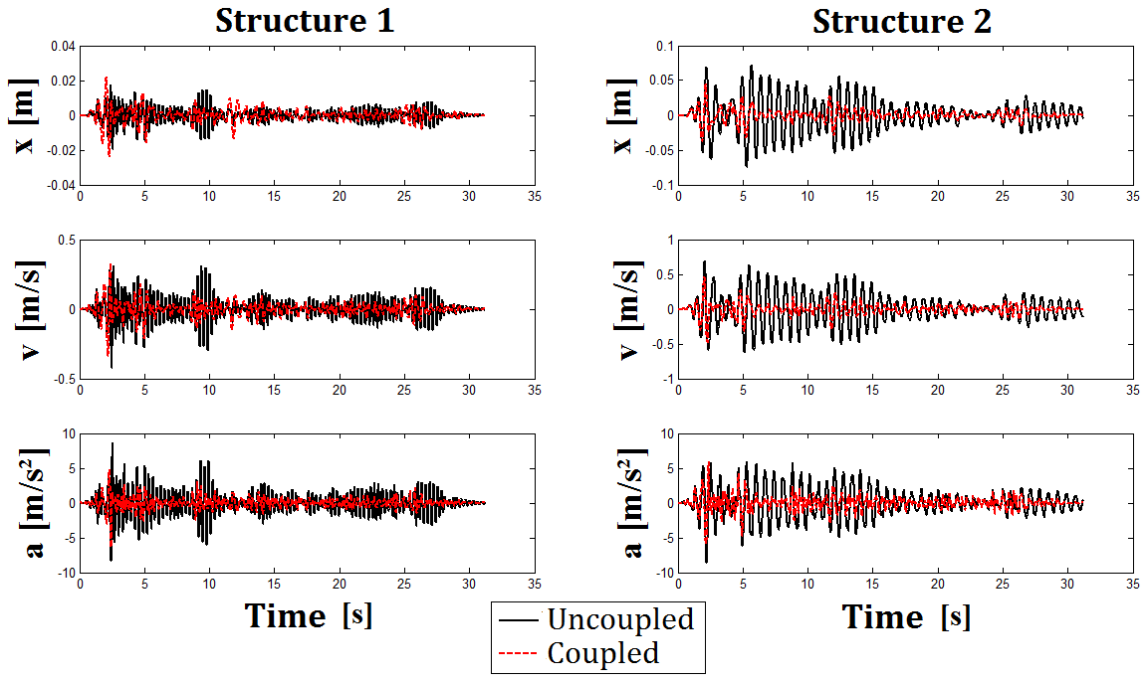 Structure 1
Structure 2
x [m]
0.04
0.02
0
-0.02
-0.04
0 5 10 15 20 25 30 35
x [m]
0.1
0.05
0
-0.05
-0.1
0 5 10 15 20 25 30 35
v [m/s]
0.5
0
-0.5
0 5 10 15 20 25 30 35
v [m/s]
1
0.5
0
-0.5
-1
0 5 10 15 20 25 30 35
a [m/s²]
10
5
0
-5
-10
0 5 10 15 20 25 30 35
Time [s]
a [m/s²]
10
5
0
-5
-10
0 5 10 15 20 25 30 35
Time [s]
Uncoupled
Coupled